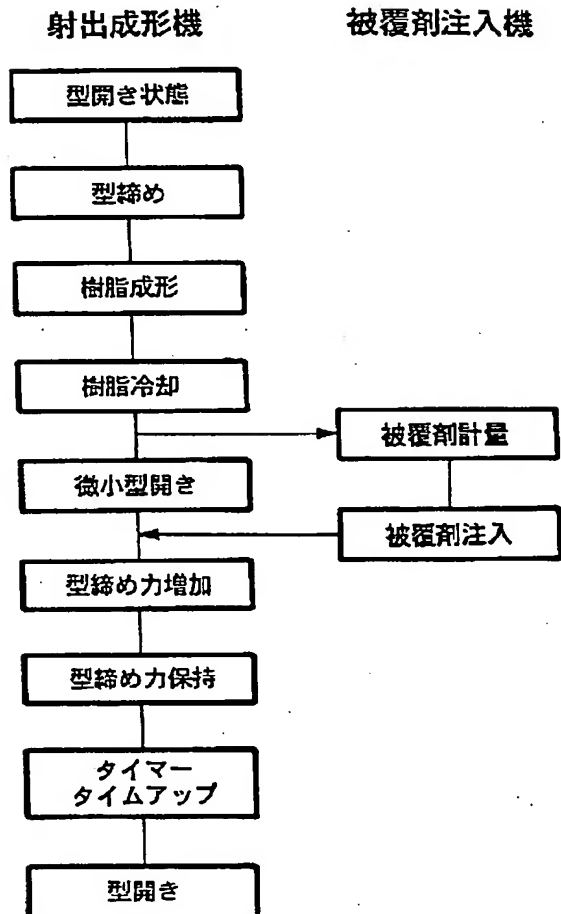 射出成形機
被覆剤注入機
型開き状態
型締め
樹脂成形
樹脂冷却
被覆剤計量
微小型開き
被覆剤注入
型締め力増加
型締め力保持
タイマー
タイムアップ
型開き